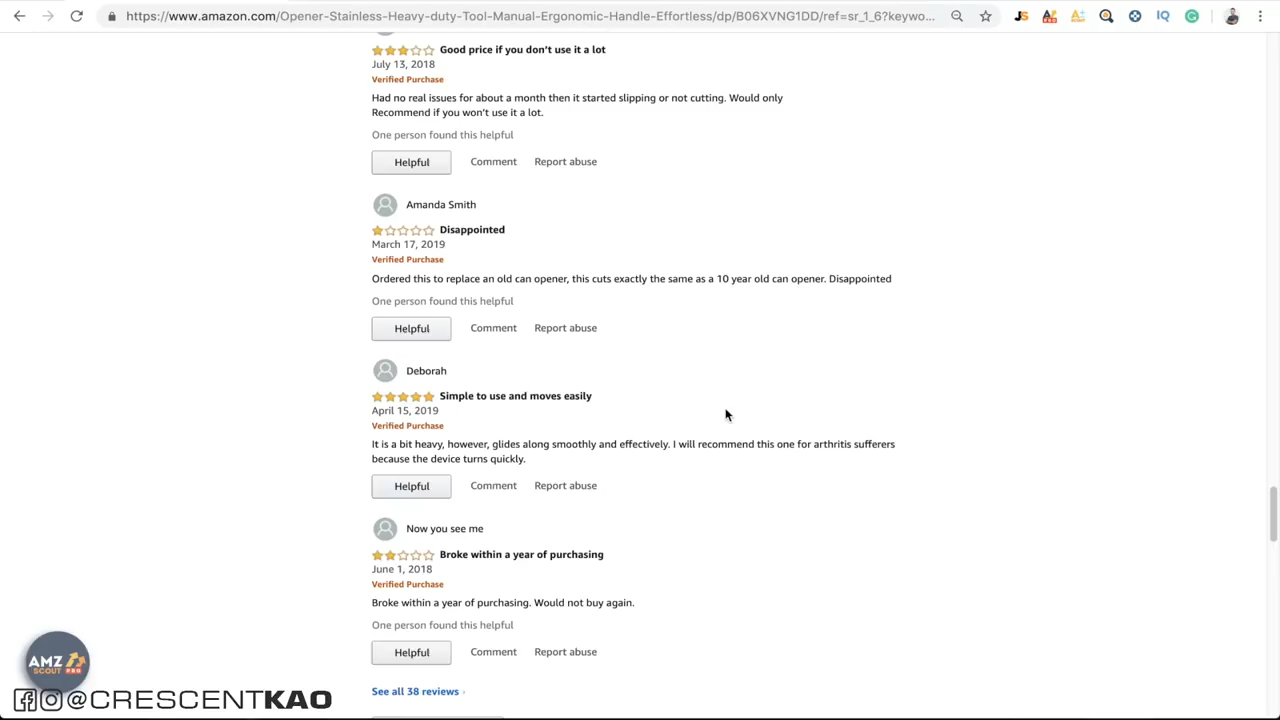 https://www.amazon.com/Opener-Stainless-Heavy-duty-Tool-Manual-Ergonomic-Handle-Effortless/dp/B06XVNG1DD/ref=sr_1_6?keywo...
JS
IQ
Good price if you don’t use it a lot
July 13, 2018
Verified Purchase
Had no real issues for about a month then it started slipping or not cutting. Would only
Recommend if you won’t use it a lot.
One person found this helpful
Helpful Comment Report abuse
Amanda Smith
Disappointed
March 17, 2019
Verified Purchase
Ordered this to replace an old can opener, this cuts exactly the same as a 10 year old can opener. Disappointed
One person found this helpful
Helpful Comment Report abuse
Deborah
Simple to use and moves easily
April 15, 2019
Verified Purchase
It is a bit heavy, however, glides along smoothly and effectively. I will recommend this one for arthritis sufferers
because the device turns quickly.
Helpful Comment Report abuse
Now you see me
Broke within a year of purchasing
June 1, 2018
Verified Purchase
Broke within a year of purchasing. Would not buy again.
One person found this helpful
Helpful Comment Report abuse
See all 38 reviews ›
AMZ
SCOUT PRO
@CRESCENTKAO